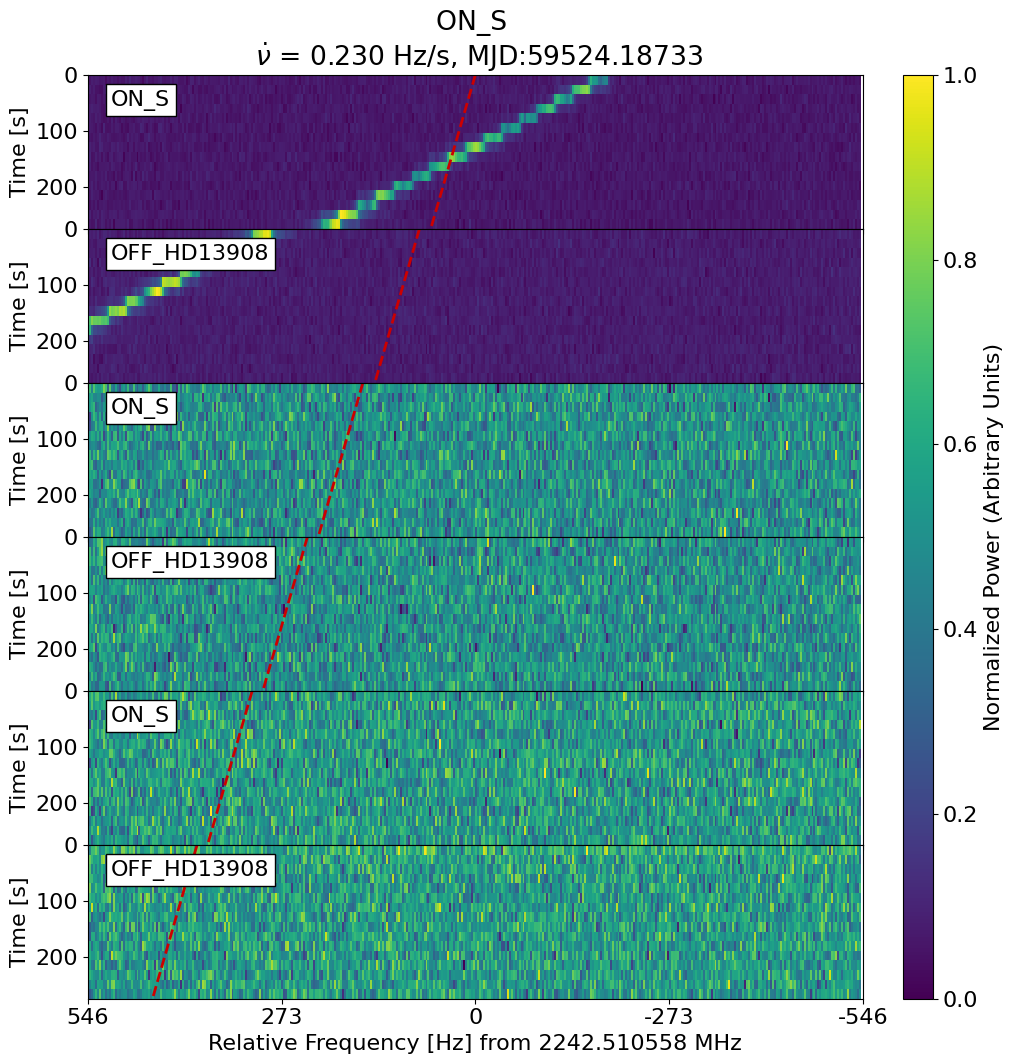 ON_S
ν̇ = 0.230 Hz/s, MJD:59524.18733
0
100
200
Time [s]
ON_S
0
100
200
Time [s]
OFF_HD13908
0
100
200
Time [s]
ON_S
0
100
200
Time [s]
OFF_HD13908
0
100
200
Time [s]
ON_S
0
100
200
Time [s]
OFF_HD13908
546
273
0
-273
-546
Relative Frequency [Hz] from 2242.510558 MHz
1.0
0.8
0.6
0.4
0.2
0.0
Normalized Power (Arbitrary Units)